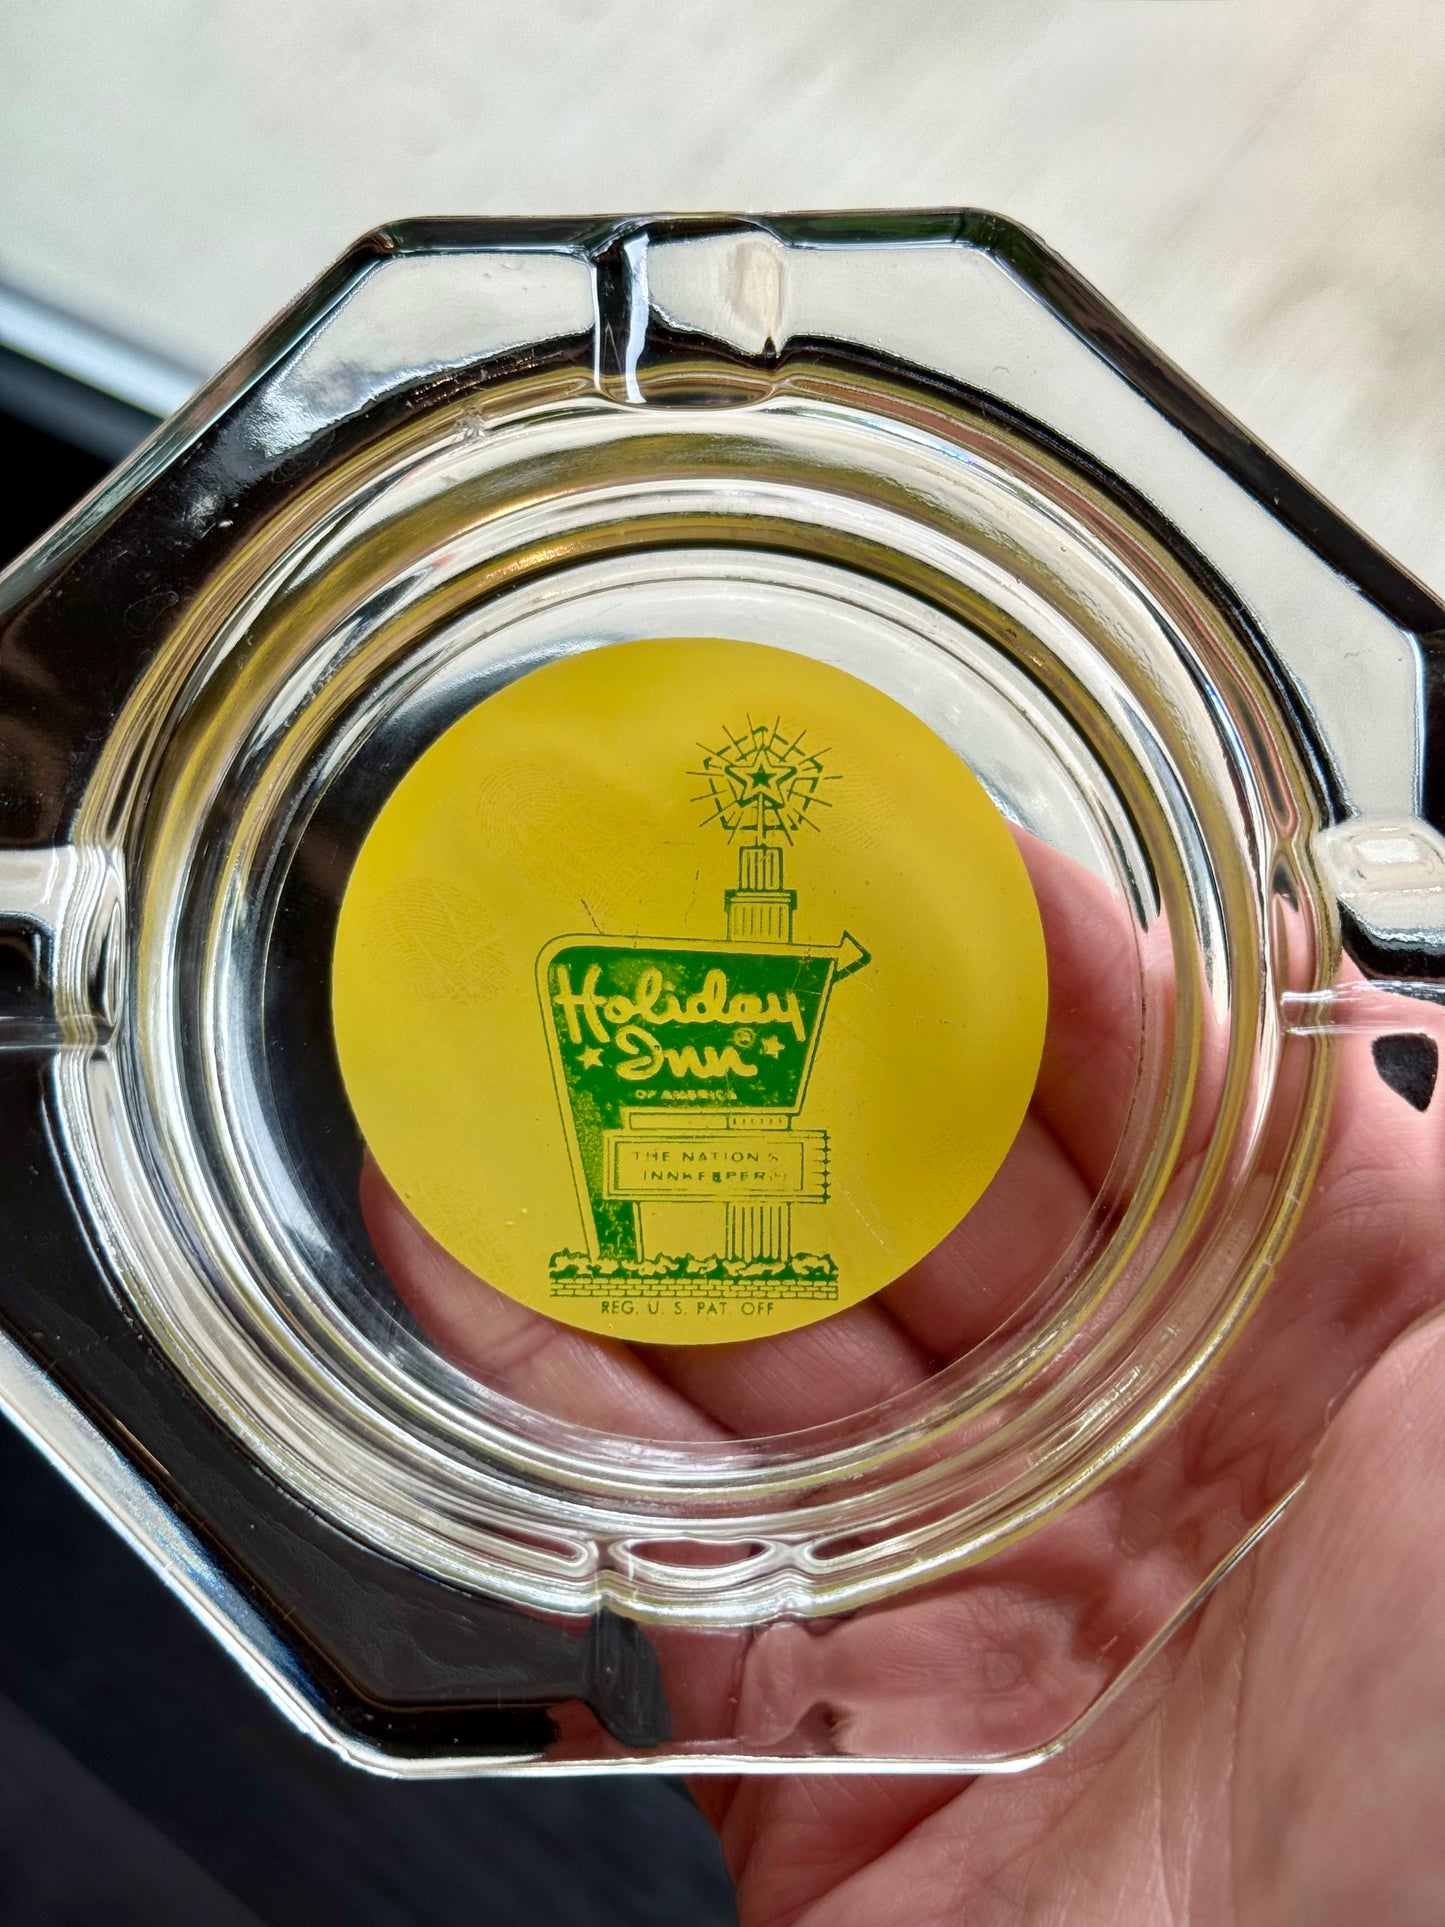 Holiday
Inn ®
OF AMERICA
THE NATION'S
INNKEEPER
REG. U. S. PAT. OFF